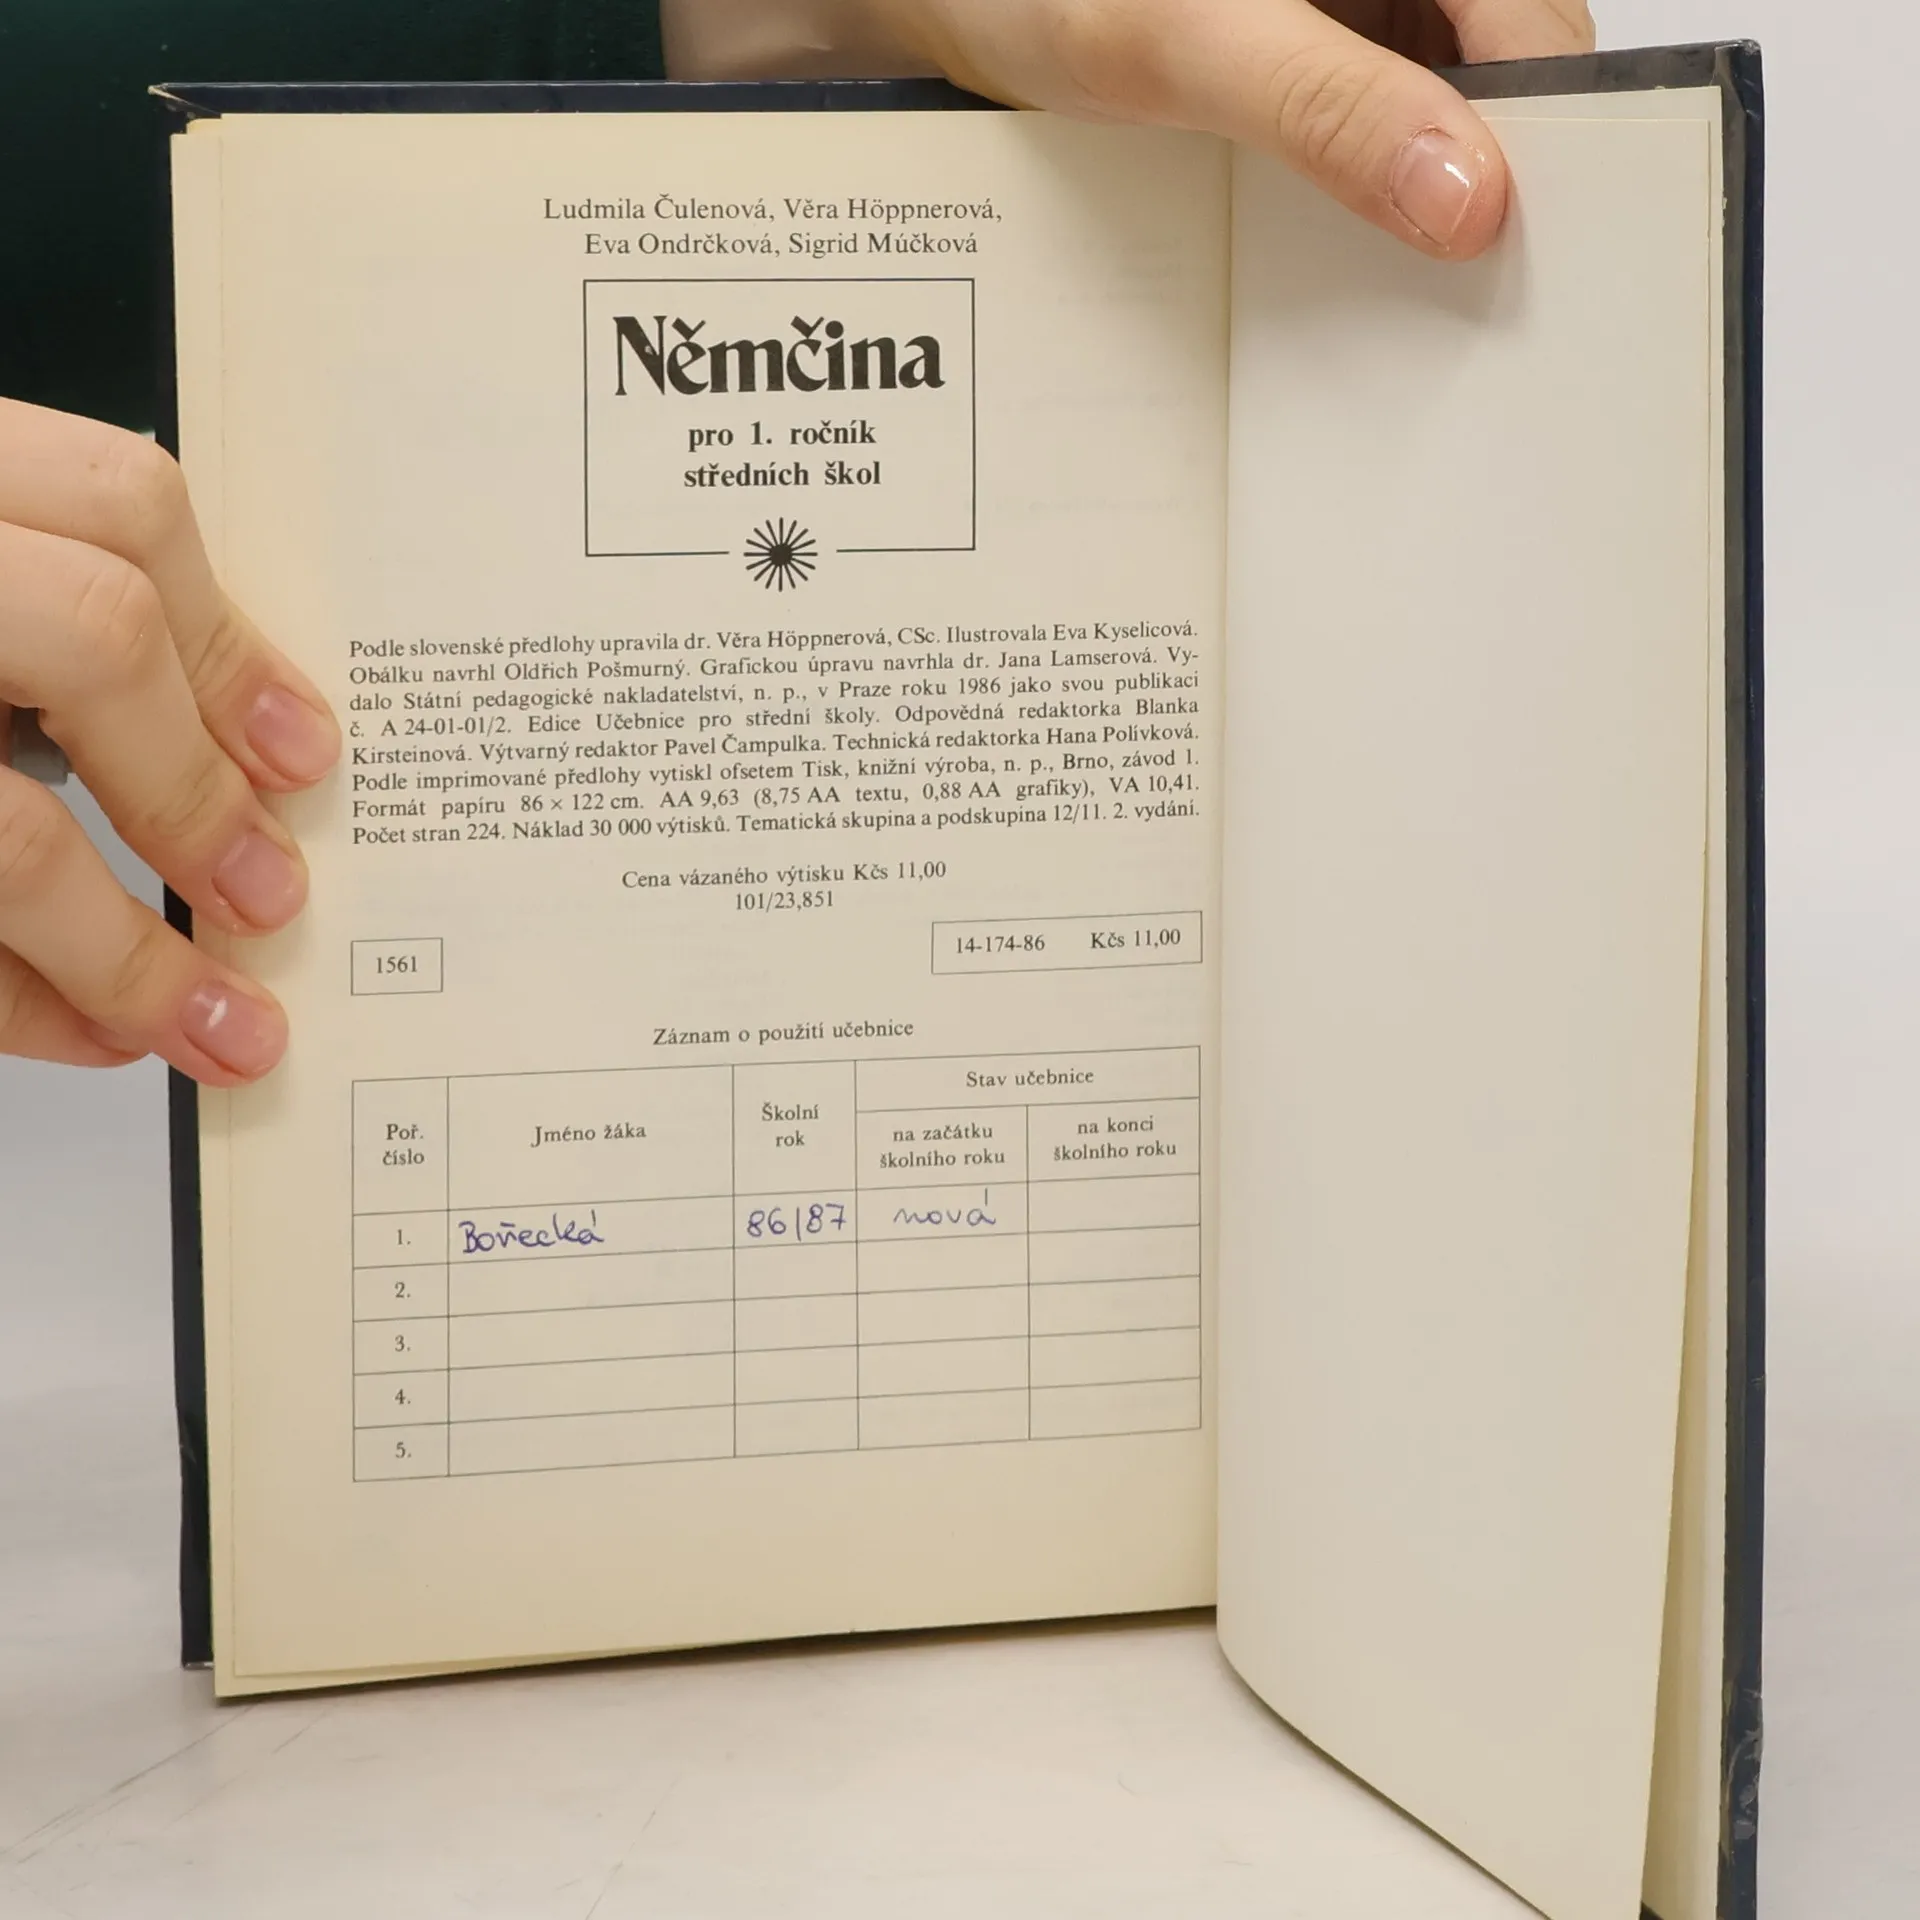 Ludmila Čulenová, Věra Höppnerová,
Eva Ondrčková, Sigrid Múčková
Němčina
pro 1. ročník
středních škol
Podle slovenské předlohy upravila dr. Věra Höppnerová, CSc. Ilustrovala Eva Kyselicová.
Obálku navrhl Oldřich Pošmurný. Grafickou úpravu navrhla dr. Jana Lamserová. Vy-
dalo Státní pedagogické nakladatelství, n. p., v Praze roku 1986 jako svou publikaci
č. A 24-01-01/2. Edice Učebnice pro střední školy. Odpovědná redaktorka Blanka
Kirsteinová. Výtvarný redaktor Pavel Čampulka. Technická redaktorka Hana Polívková.
Podle imprimované předlohy vytiskl ofsetem Tisk, knižní výroba, n. p., Brno, závod 1.
Formát papíru 86 × 122 cm. AA 9,63 (8,75 AA textu, 0,88 AA grafiky), VA 10,41.
Počet stran 224. Náklad 30 000 výtisků. Tematická skupina a podskupina 12/11. 2. vydání.
Cena vázaného výtisku Kčs 11,00
101/23,851
1561
14-174-86 Kčs 11,00
Záznam o použití učebnice
Poř.
číslo
Jméno žáka
Školní
rok
Stav učebnice
na začátku
školního roku
na konci
školního roku
1. Bořecká 86/87 nová
2.
3.
4.
5.